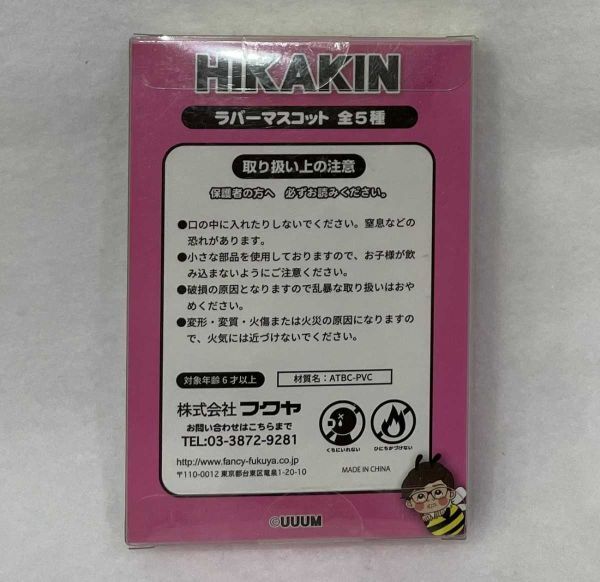 HIKAKIN
ラバーマスコット 全5種
取り扱い上の注意
保護者の方へ 必ずお読みください。
●口の中に入れたりしないでください。窒息などの
恐れがあります。
●小さな部品を使用しておりますので、お子様が飲
み込まないようにご注意ください。
●破損の原因となりますので乱暴な取り扱いはおや
めください。
●変形・変質・火傷または火災の原因になりますの
で、火気には近づけないでください。
対象年齢6才以上
材質名：ATBC-PVC
株式会社 フクヤ
お問い合わせはこちらまで
TEL:03-3872-9281
http://www.fancy-fukuya.co.jp
〒110-0012 東京都台東区竜泉1-20-10
くちにいれない
ひにちかづけない
MADE IN CHINA
©UUUM